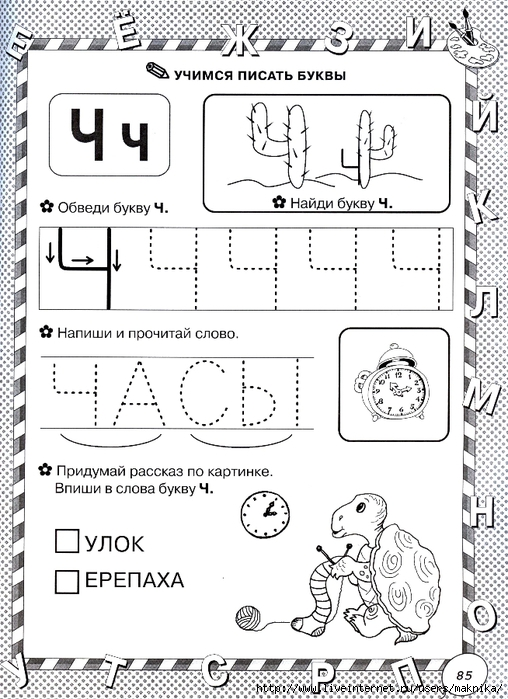 Е Ё Ж З И
Й
К
Л
М
Н
О
УЧИМСЯ ПИСАТЬ БУКВЫ
Ч ч
Найди букву Ч.
Обведи букву Ч.
Напиши и прочитай слово.
ЧАСЫ
Придумай рассказ по картинке.
Впиши в слова букву Ч.
УЛОК
ЕРЕПАХА
У Т С Р П
85
http://www.liveinternet.ru/users/maknika/